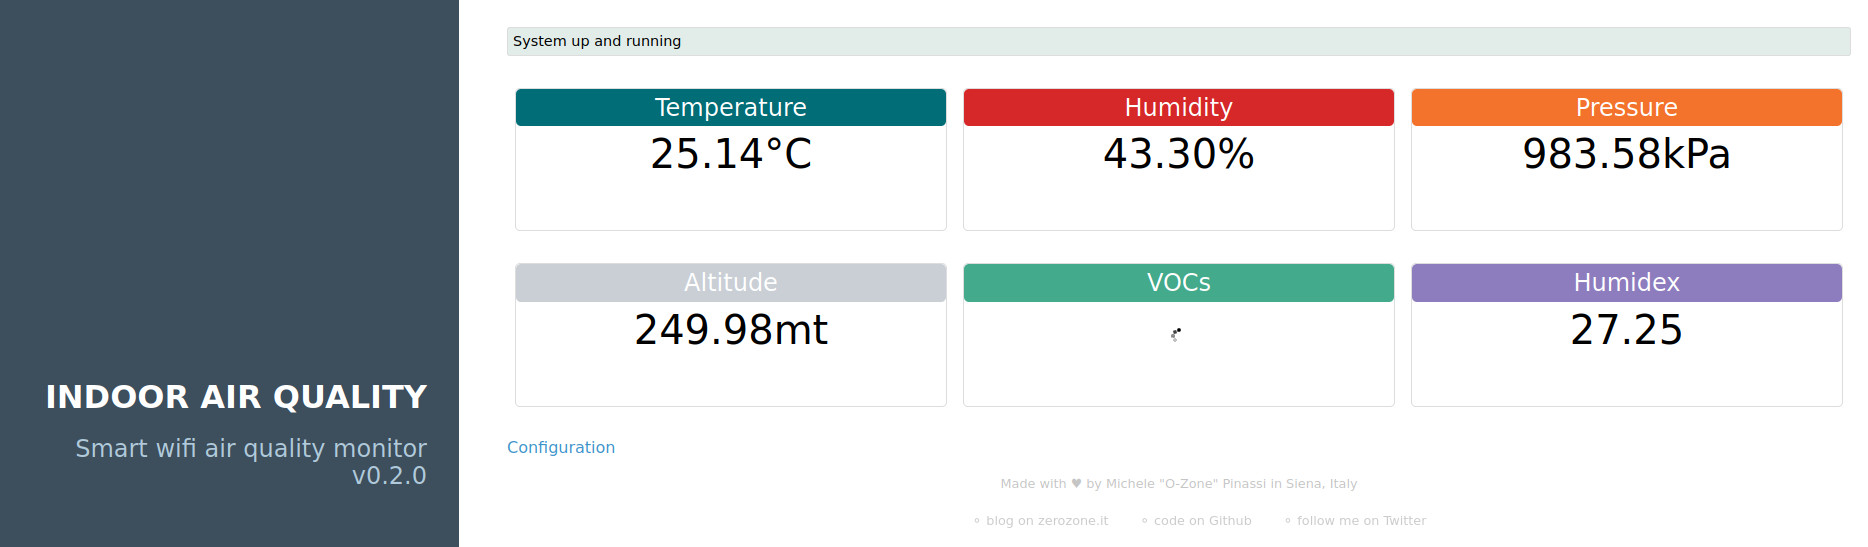 INDOOR AIR QUALITY
Smart wifi air quality monitor
v0.2.0
System up and running
Temperature
25.14°C
Humidity
43.30%
Pressure
983.58kPa
Altitude
249.98mt
VOCs
Humidex
27.25
Configuration
Made with ♥ by Michele "O-Zone" Pinassi in Siena, Italy
⚬ blog on zerozone.it ⚬ code on Github ⚬ follow me on Twitter